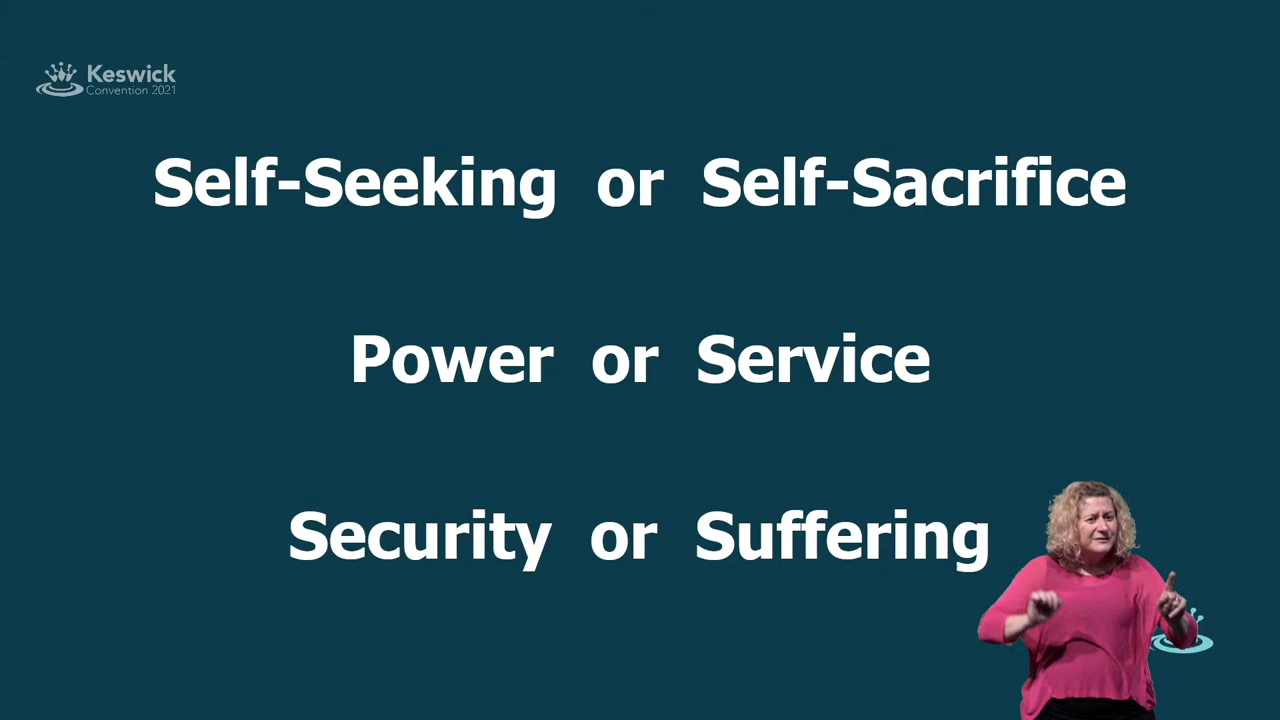 Keswick
Convention 2021
Self-Seeking or Self-Sacrifice
Power or Service
Security or Suffering